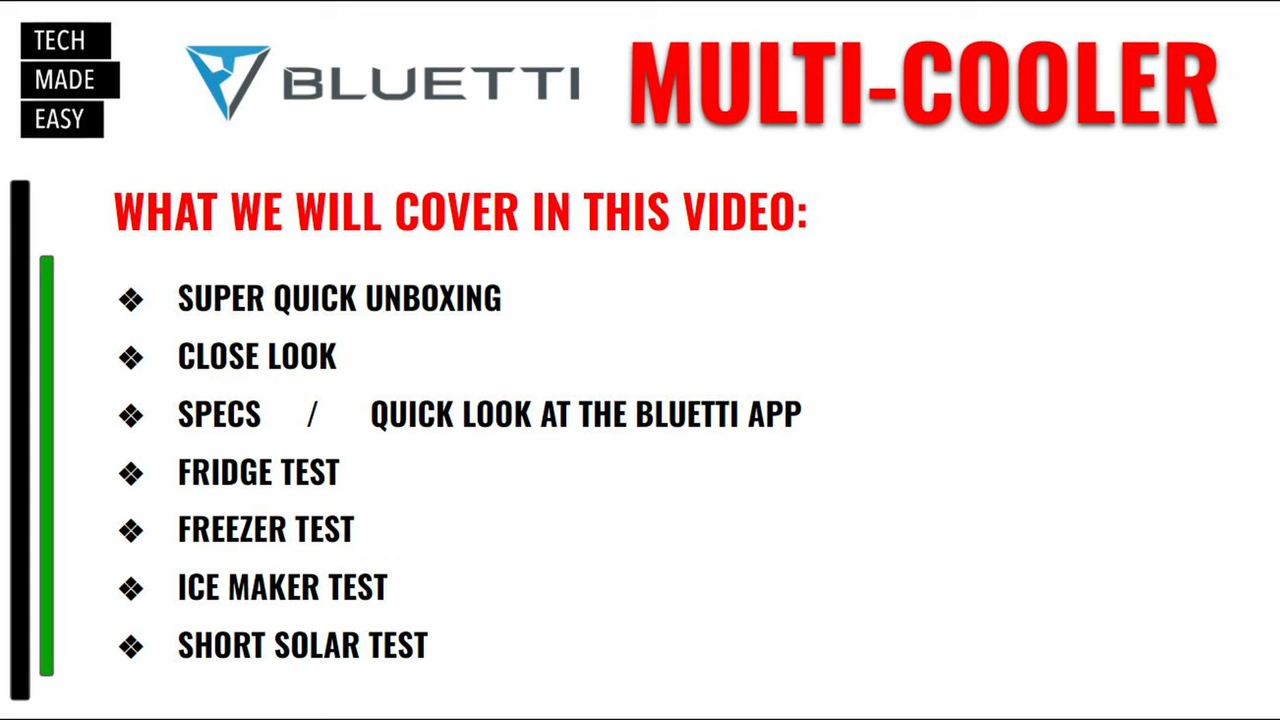 TECH
MADE
EASY
BLUETTI
MULTI-COOLER
WHAT WE WILL COVER IN THIS VIDEO:
❖ SUPER QUICK UNBOXING
❖ CLOSE LOOK
❖ SPECS / QUICK LOOK AT THE BLUETTI APP
❖ FRIDGE TEST
❖ FREEZER TEST
❖ ICE MAKER TEST
❖ SHORT SOLAR TEST